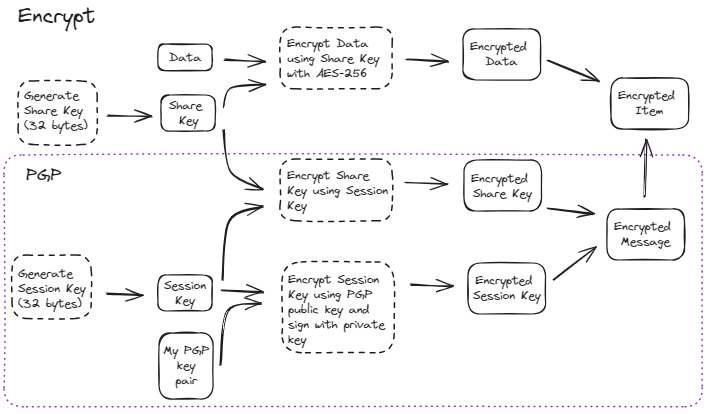 Encrypt
Data
Encrypt Data
using Share Key
with AES-256
Encrypted
Data
Generate
Share Key
(32 bytes)
Share
Key
Encrypted
Item
PGP
Encrypt Share
Key using Session
Key
Encrypted
Share Key
Encrypted
Message
Generate
Session Key
(32 bytes)
Session
Key
Encrypt Session
Key using PGP
public key and
sign with private
key
Encrypted
Session Key
My PGP
key
pair